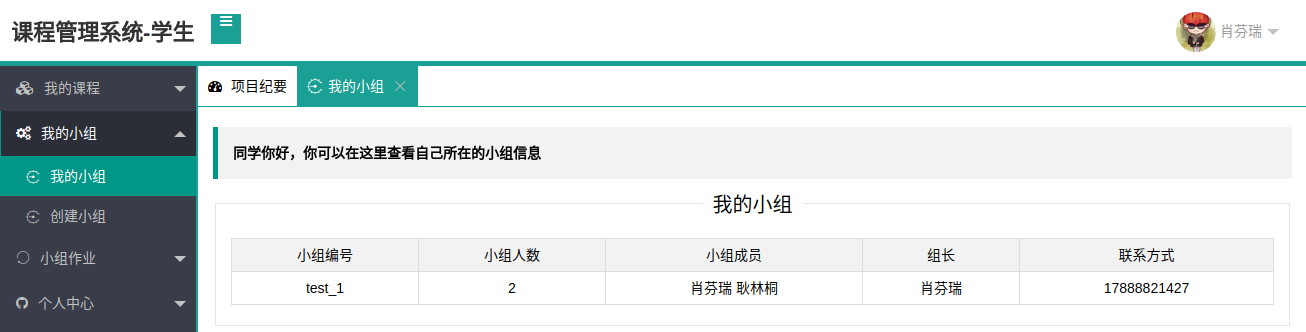 课程管理系统-学生
肖芬瑞
我的课程
我的小组
我的小组
创建小组
小组作业
个人中心
项目纪要 我的小组
同学你好，你可以在这里查看自己所在的小组信息
我的小组
小组编号 小组人数 小组成员 组长 联系方式
test_1 2 肖芬瑞 耿林桐 肖芬瑞 17888821427